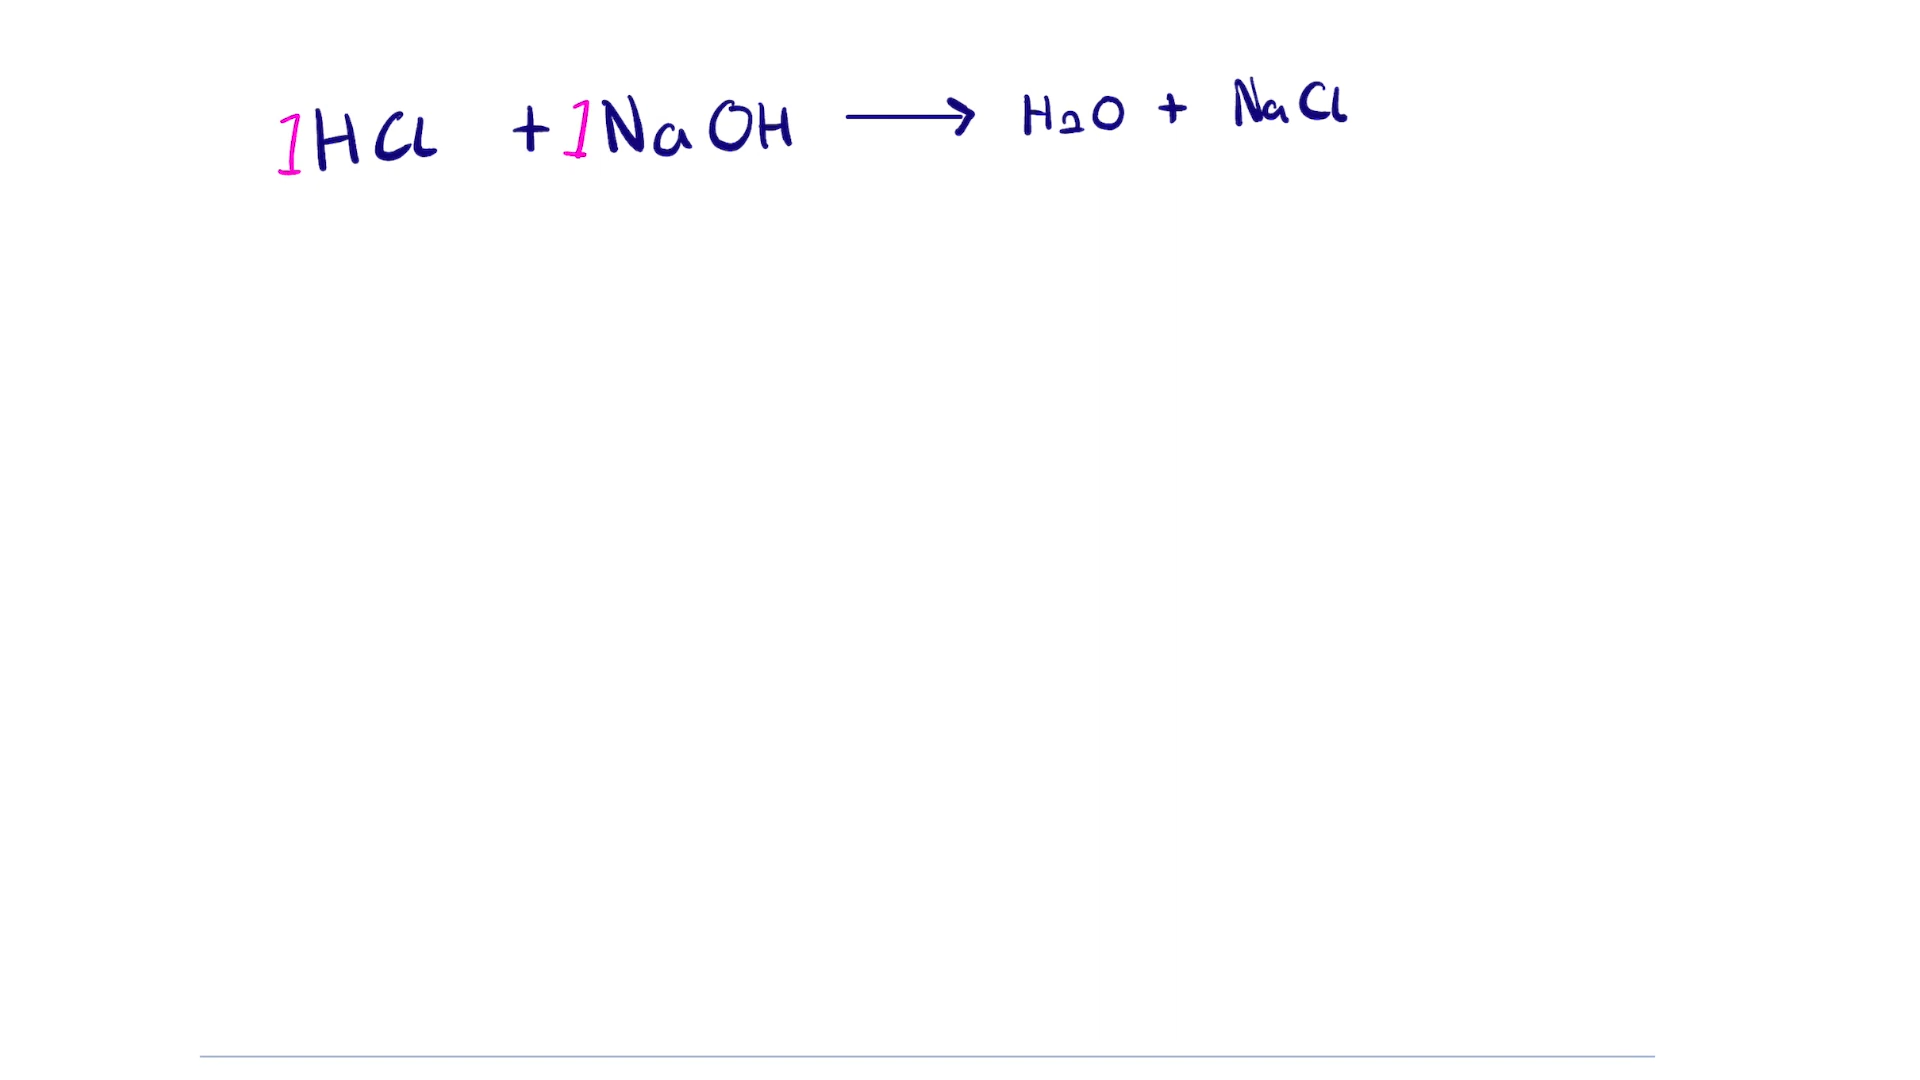 1HCl + 1NaOH → H₂O + NaCl